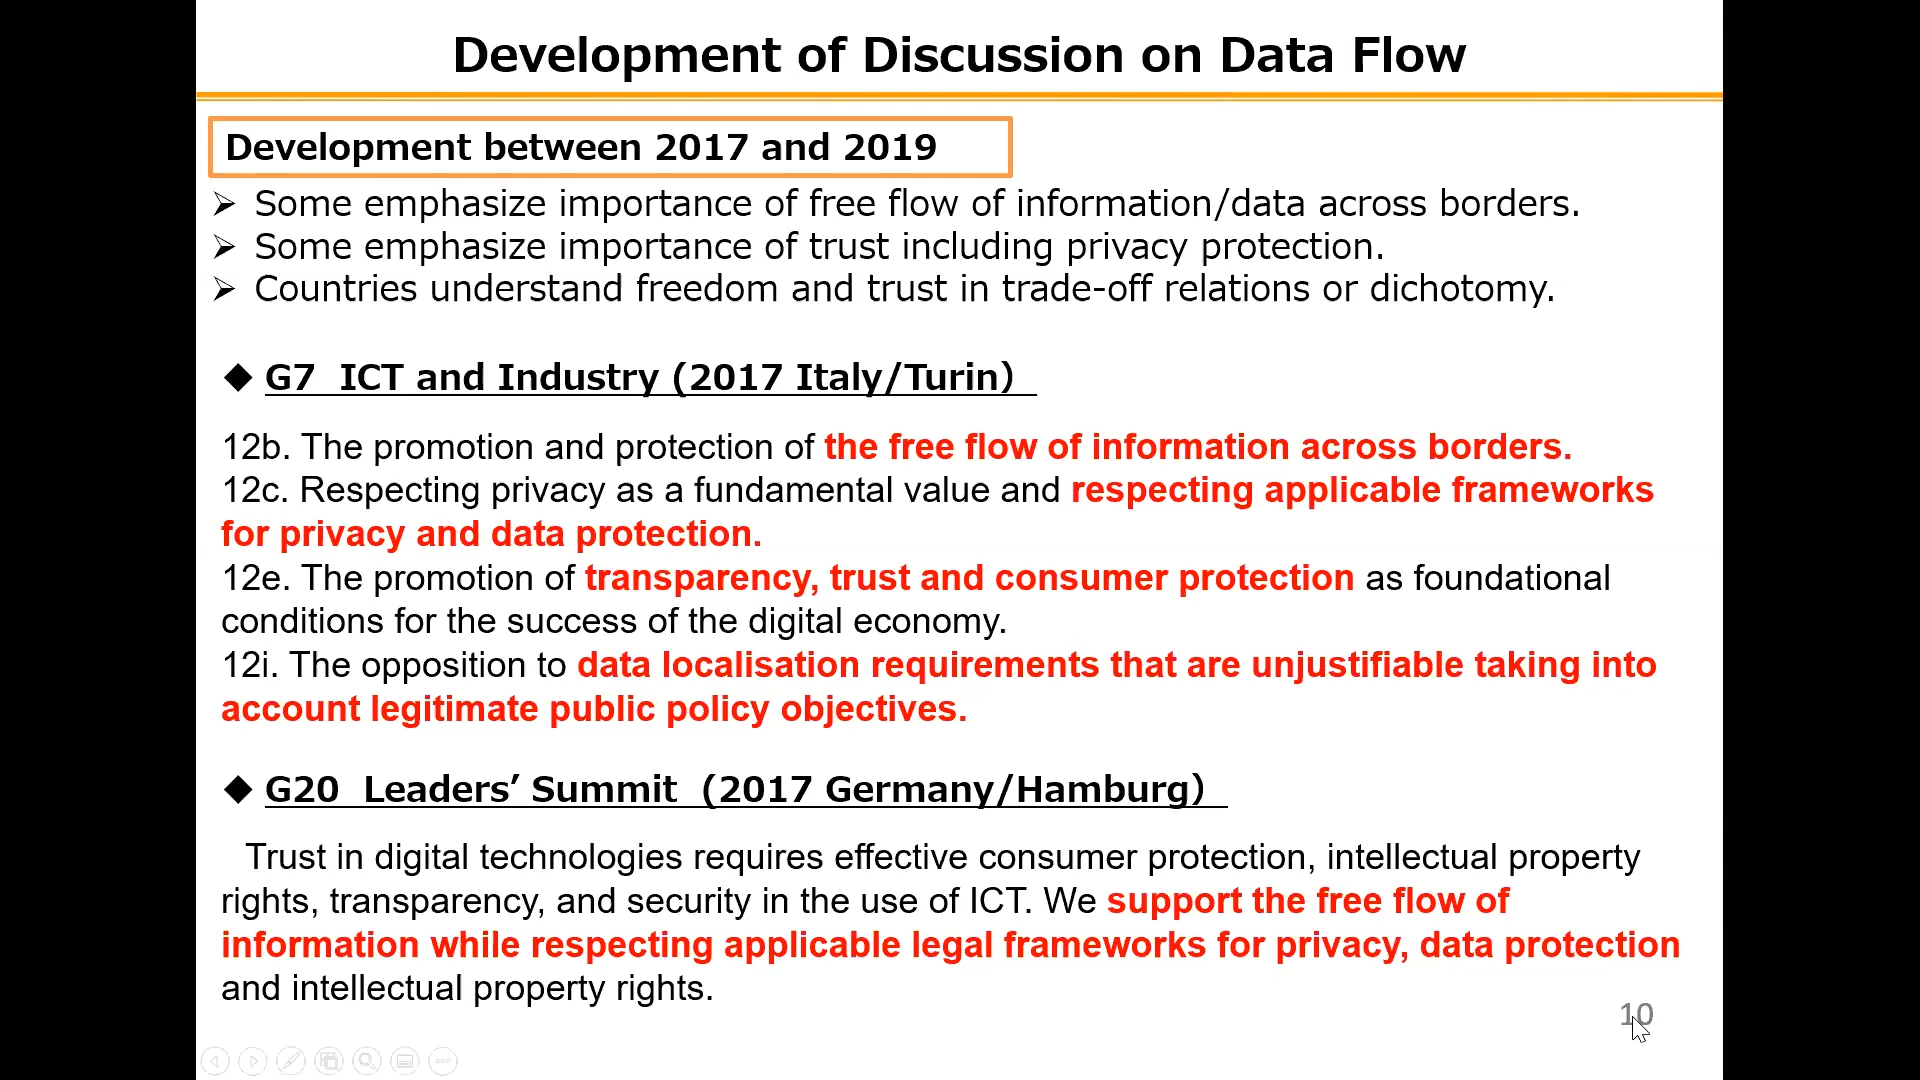 Development of Discussion on Data Flow
Development between 2017 and 2019
➢ Some emphasize importance of free flow of information/data across borders.
➢ Some emphasize importance of trust including privacy protection.
➢ Countries understand freedom and trust in trade-off relations or dichotomy.
◆ G7 ICT and Industry (2017 Italy/Turin）
12b. The promotion and protection of the free flow of information across borders.
12c. Respecting privacy as a fundamental value and respecting applicable frameworks
for privacy and data protection.
12e. The promotion of transparency, trust and consumer protection as foundational
conditions for the success of the digital economy.
12i. The opposition to data localisation requirements that are unjustifiable taking into
account legitimate public policy objectives.
◆ G20 Leaders’ Summit (2017 Germany/Hamburg）
Trust in digital technologies requires effective consumer protection, intellectual property
rights, transparency, and security in the use of ICT. We support the free flow of
information while respecting applicable legal frameworks for privacy, data protection
and intellectual property rights.
10